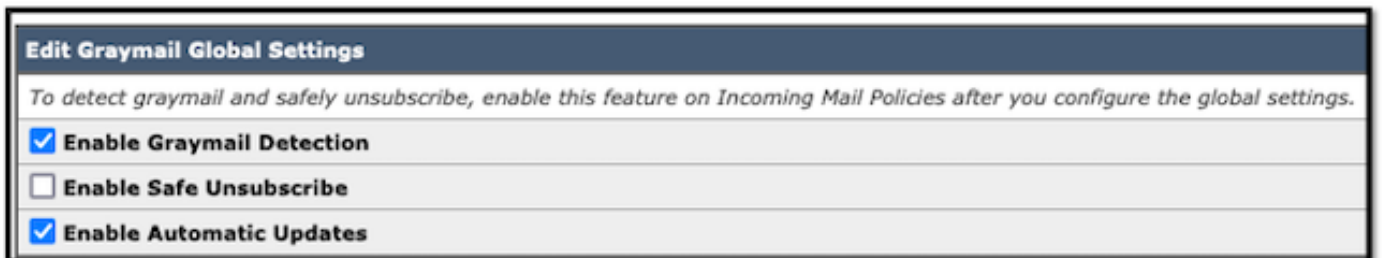 Edit Graymail Global Settings
To detect graymail and safely unsubscribe, enable this feature on Incoming Mail Policies after you configure the global settings.
Enable Graymail Detection
Enable Safe Unsubscribe
Enable Automatic Updates